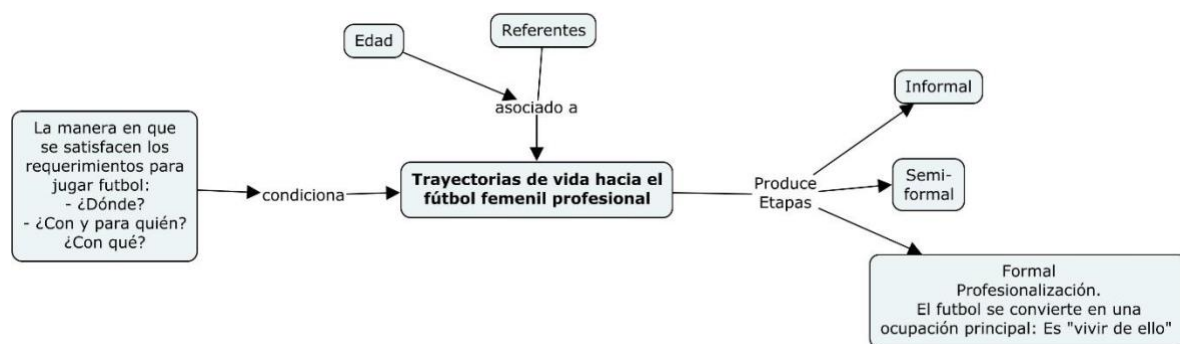 Edad
Referentes
asociado a
La manera en que
se satisfacen los
requerimientos para
jugar futbol:
- ¿Dónde?
- ¿Con y para quién?
¿Con qué?
condiciona
Trayectorias de vida hacia el
fútbol femenil profesional
Produce
Etapas
Informal
Semi-
formal
Formal
Profesionalización.
El futbol se convierte en una
ocupación principal: Es "vivir de ello"